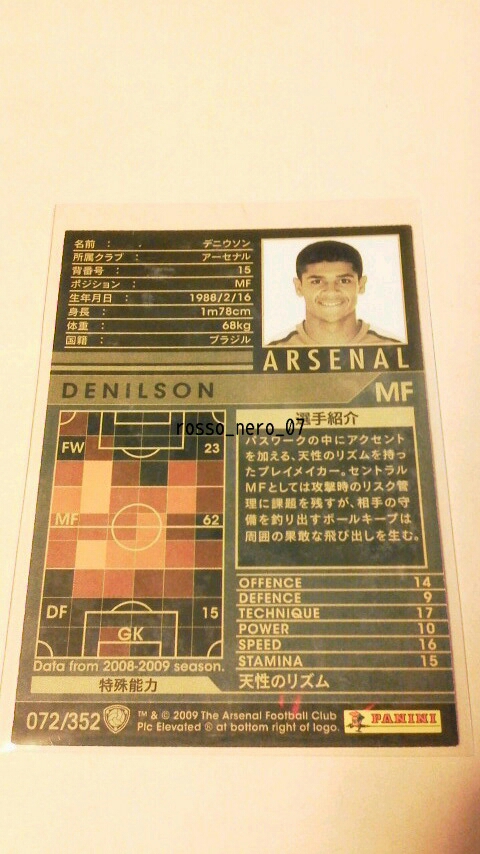 名前 : . デニウソン
所属クラブ : アーセナル
背番号 : 15
ポジション : MF
生年月日 : 1988/2/16
身長 : 1m78cm
体重 : 68kg
国籍 : ブラジル
ARSENAL
DENILSON
MF
rosso_nero_07
FW 23
MF 62
DF 15
GK
Data from 2008-2009 season.
特殊能力
選手紹介
パスワークの中にアクセント
を加える、天性のリズムを持っ
たプレイメイカー。セントラル
MFとしては攻撃時のリスク管
理に課題を残すが、相手の守
備を釣り出すボールキープは
周囲の果敢な飛び出しを生む。
OFFENCE 14
DEFENCE 9
TECHNIQUE 17
POWER 10
SPEED 16
STAMINA 15
天性のリズム
072/352
™ & © 2009 The Arsenal Football Club
Plc Elevated ® at bottom right of logo.
PANINI